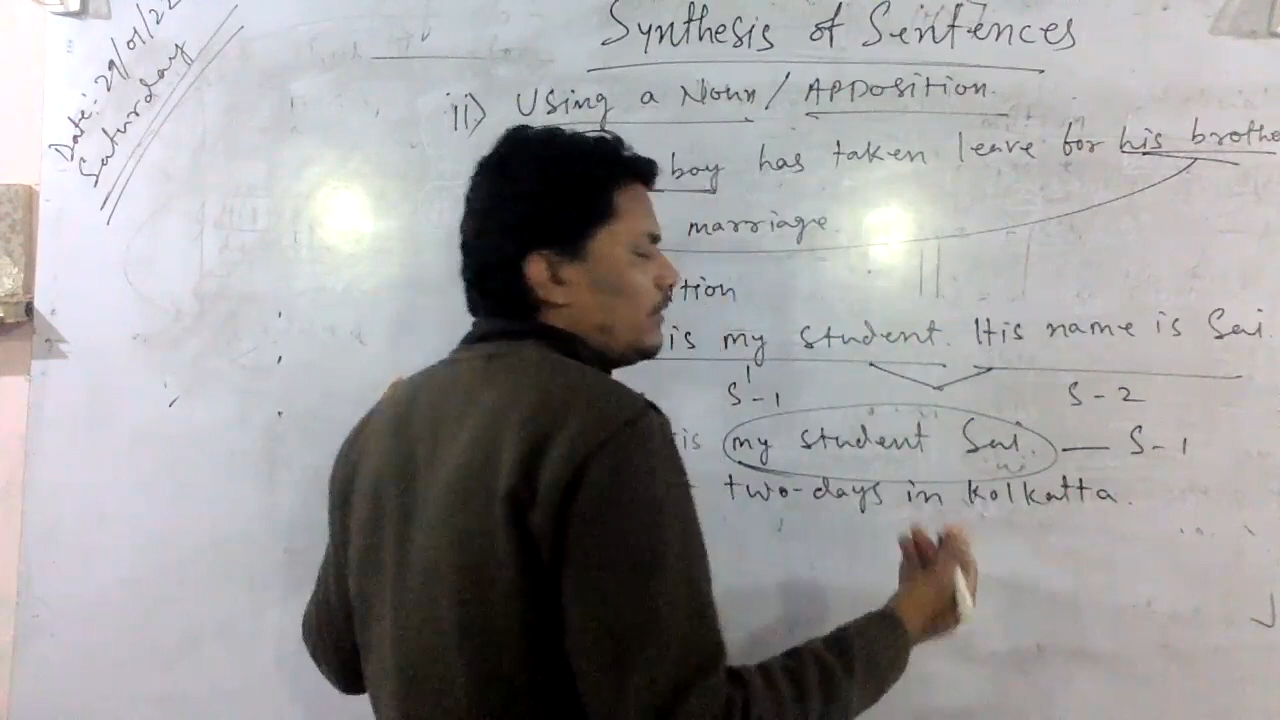 Date:- 29/01/22
Saturday
Synthesis of Sentences
ii) Using a Noun / APPOSITION.
boy has taken leave for his brothe
marriage.
ition
is my student. His name is Sai.
S-1 S-2
is my student Sai. — S-1
two-days in Kolkatta.